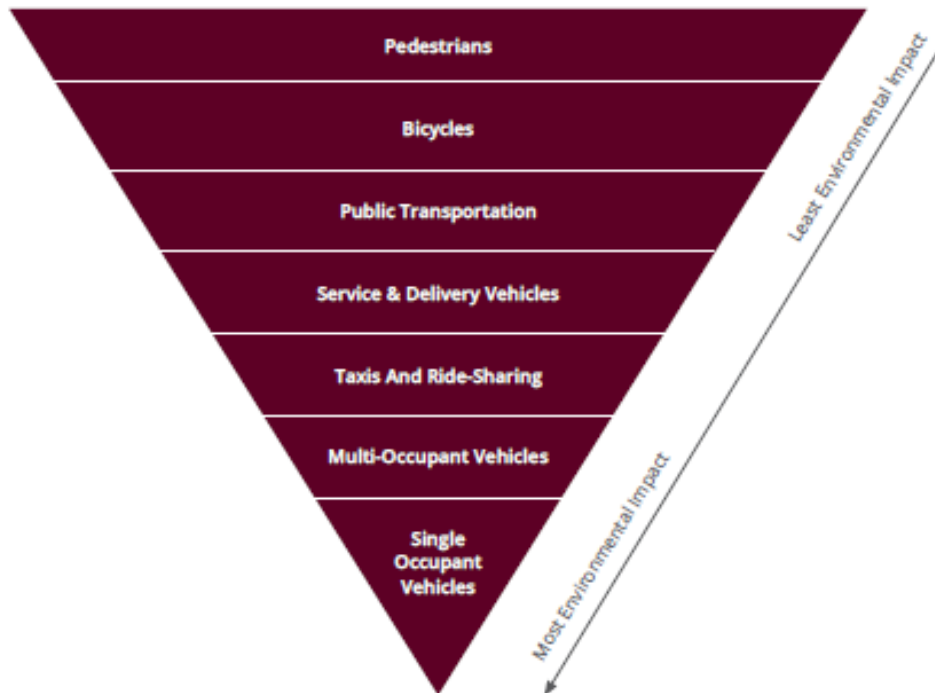 Pedestrians
Bicycles
Public Transportation
Service & Delivery Vehicles
Taxis And Ride-Sharing
Multi-Occupant Vehicles
Single
Occupant
Vehicles
Least Environmental Impact
Most Environmental Impact